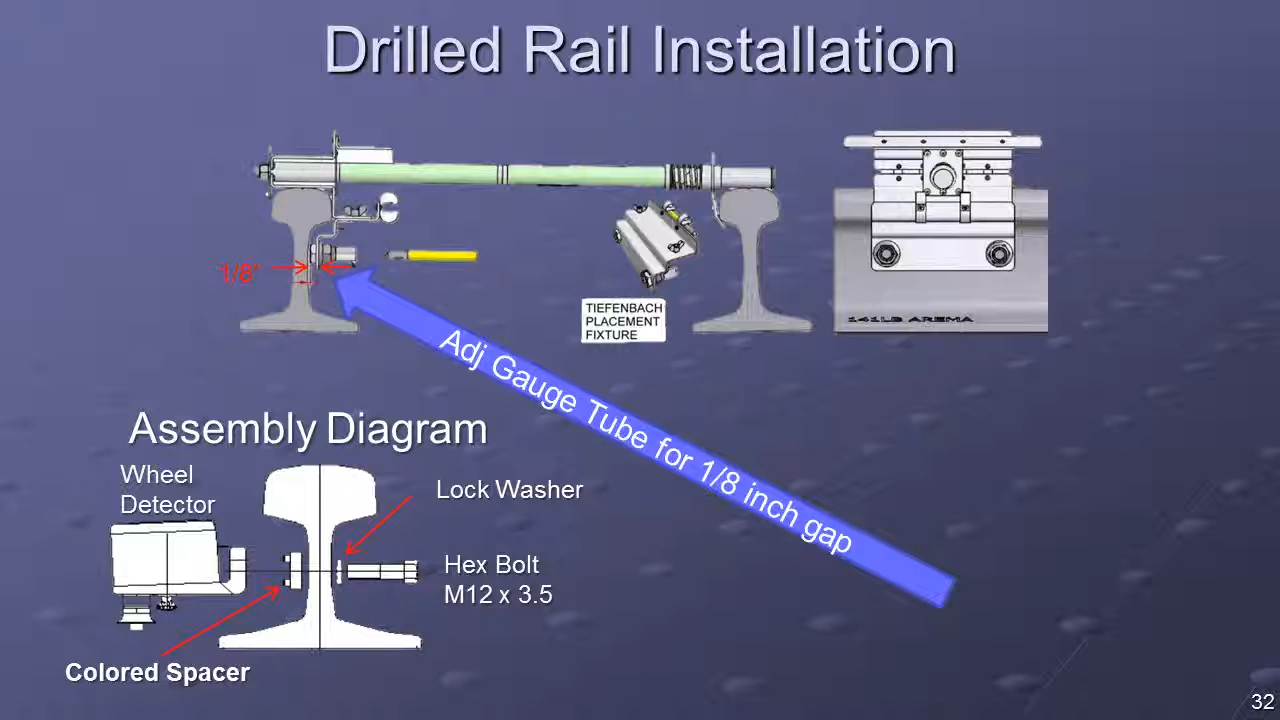 Drilled Rail Installation
1/8"
TIEFENBACH
PLACEMENT
FIXTURE
141LB AREMA
Adj Gauge Tube for 1/8 inch gap
Assembly Diagram
Wheel
Detector
Lock Washer
Hex Bolt
M12 x 3.5
Colored Spacer
32